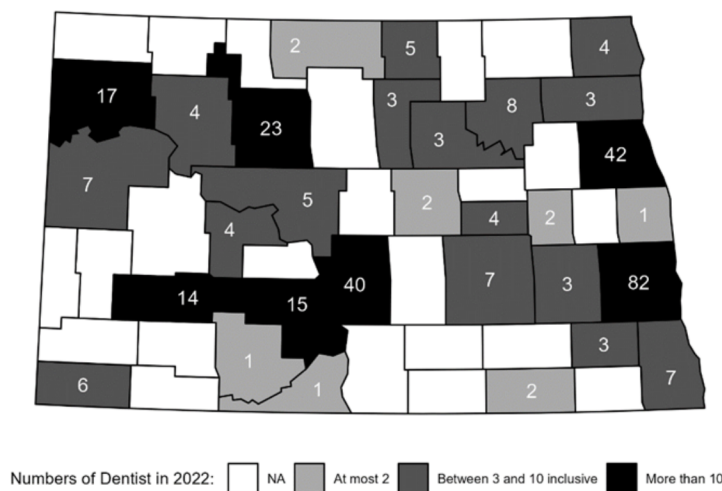 2 5 4
17 4 23 3 3 8 3
42
7 5 2 4 2 1
4
14 15 40 7 3 82
1 3
6 1 2 7
Numbers of Dentist in 2022: NA At most 2 Between 3 and 10 inclusive More than 10